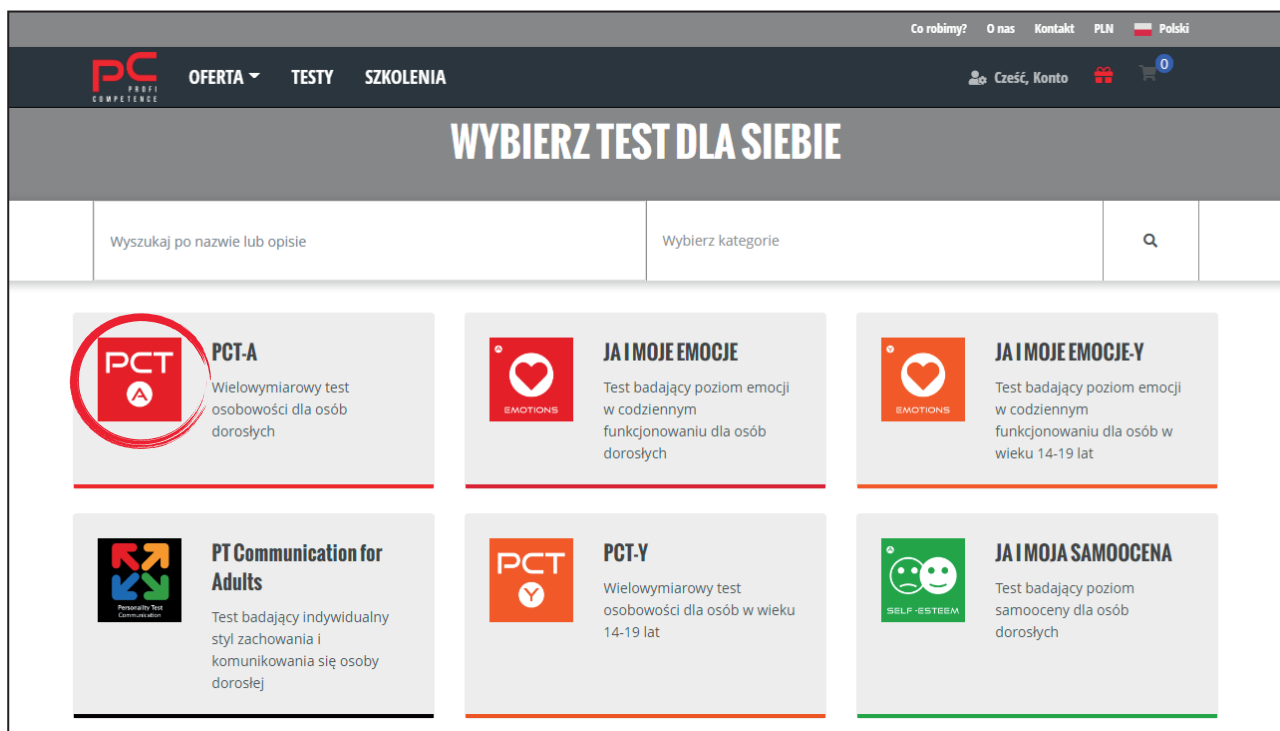 Co robimy? O nas Kontakt PLN Polski
PC
PROFI
COMPETENCE
OFERTA TESTY SZKOLENIA
Cześć, Konto
0
WYBIERZ TEST DLA SIEBIE
Wyszukaj po nazwie lub opisie
Wybierz kategorie
PCT
A
PCT-A
Wielowymiarowy test
osobowości dla osób
dorosłych
A
EMOTIONS
JA I MOJE EMOCJE
Test badający poziom emocji
w codziennym
funkcjonowaniu dla osób
dorosłych
Y
EMOTIONS
JA I MOJE EMOCJE-Y
Test badający poziom emocji
w codziennym
funkcjonowaniu dla osób w
wieku 14-19 lat
Personality Test
Communication
PT Communication for
Adults
Test badający indywidualny
styl zachowania i
komunikowania się osoby
dorosłej
PCT
Y
PCT-Y
Wielowymiarowy test
osobowości dla osób w wieku
14-19 lat
A
SELF-ESTEEM
JA I MOJA SAMOOCENA
Test badający poziom
samooceny dla osób
dorosłych